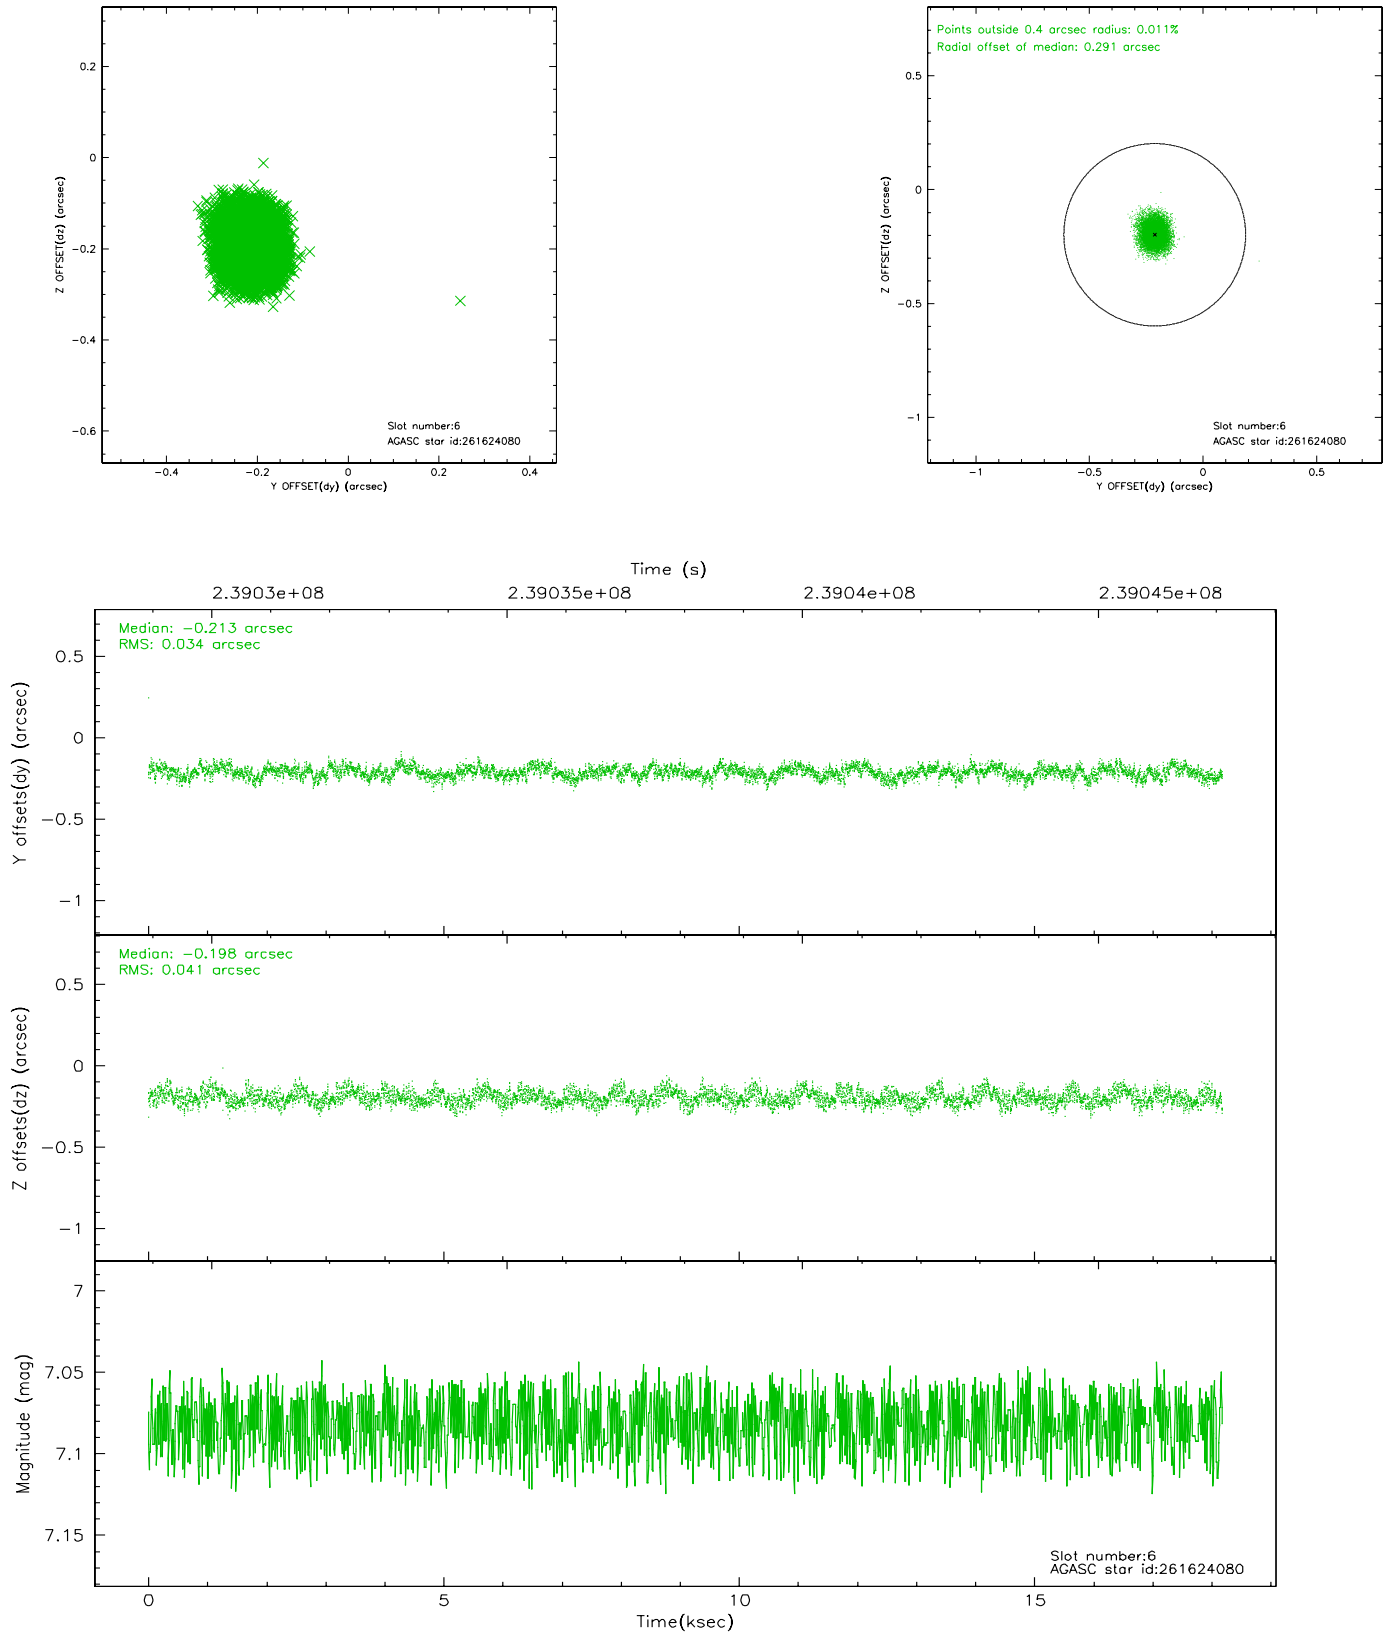 0.2
0
-0.2
-0.4
-0.6
Z OFFSET(dz) (arcsec)
Slot number:6
AGASC star id:261624080
-0.4 -0.2 0 0.2 0.4
Y OFFSET(dy) (arcsec)
Points outside 0.4 arcsec radius: 0.011%
Radial offset of median: 0.291 arcsec
0.5
0
-0.5
-1
Z OFFSET(dz) (arcsec)
Slot number:6
AGASC star id:261624080
-1 -0.5 0 0.5
Y OFFSET(dy) (arcsec)
Time (s)
2.3903e+08 2.39035e+08 2.3904e+08 2.39045e+08
Median: -0.213 arcsec
RMS: 0.034 arcsec
0.5
0
-0.5
-1
Y offsets(dy) (arcsec)
Median: -0.198 arcsec
RMS: 0.041 arcsec
0.5
0
-0.5
-1
Z offsets(dz) (arcsec)
7
7.05
7.1
7.15
Magnitude (mag)
Slot number:6
AGASC star id:261624080
0 5 10 15
Time(ksec)